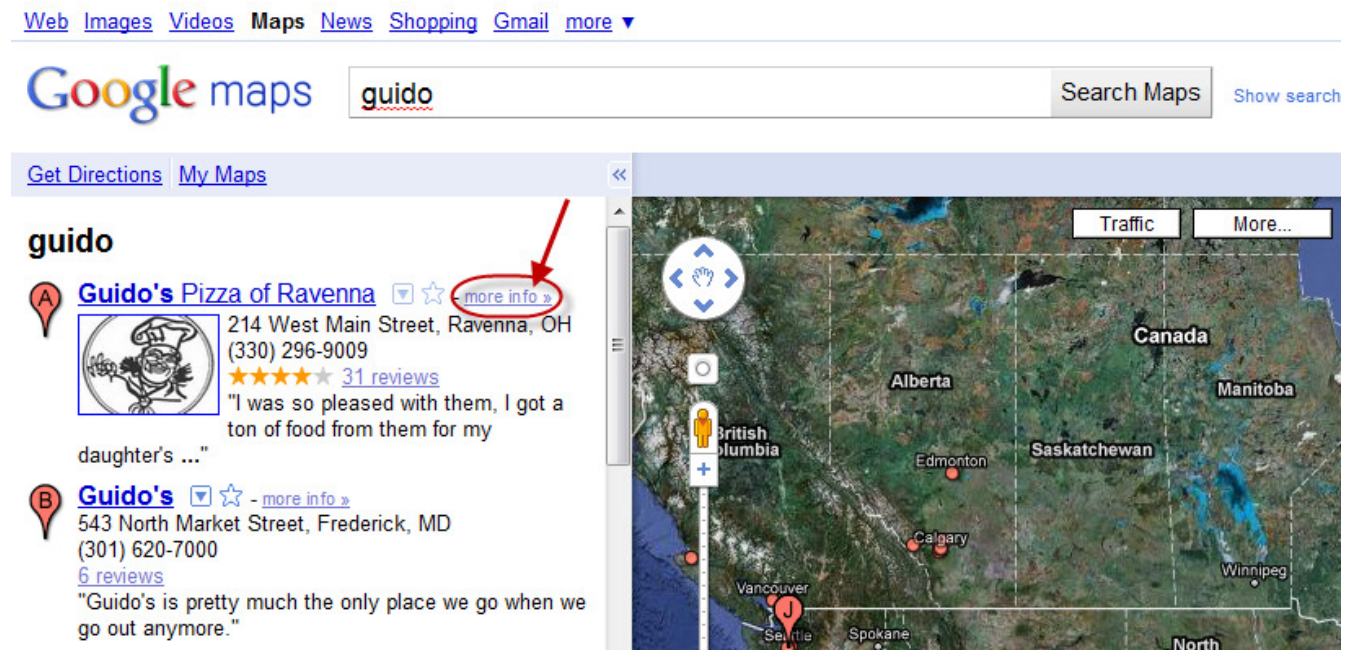 Web Images Videos Maps News Shopping Gmail more ▼
Google maps
guido
Search Maps
Show search
Get Directions My Maps
«
guido
A
Guido's Pizza of Ravenna - more info »
214 West Main Street, Ravenna, OH
(330) 296-9009
31 reviews
"I was so pleased with them, I got a
ton of food from them for my
daughter's ..."
B
Guido's - more info »
543 North Market Street, Frederick, MD
(301) 620-7000
6 reviews
"Guido's is pretty much the only place we go when we
go out anymore."
Traffic
More...
Canada
Alberta
Manitoba
British
Columbia
Saskatchewan
Edmonton
Calgary
Winnipeg
Vancouver
J
Seattle
Spokane
North